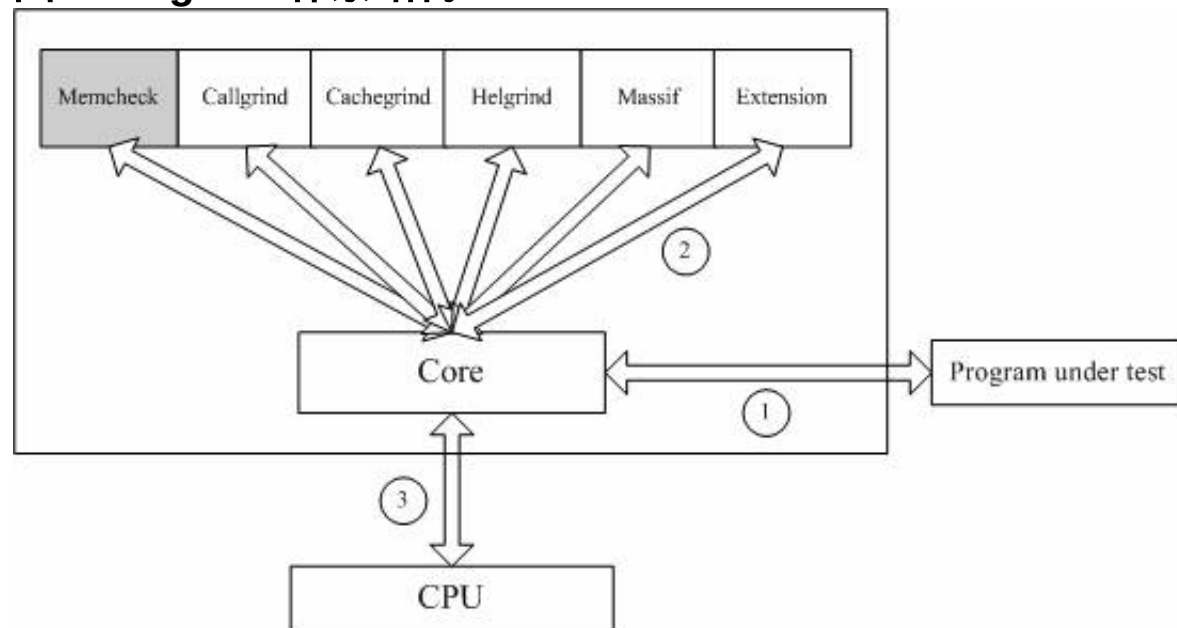 Memcheck
Callgrind
Cachegrind
Helgrind
Massif
Extension
2
Core
Program under test
1
3
CPU